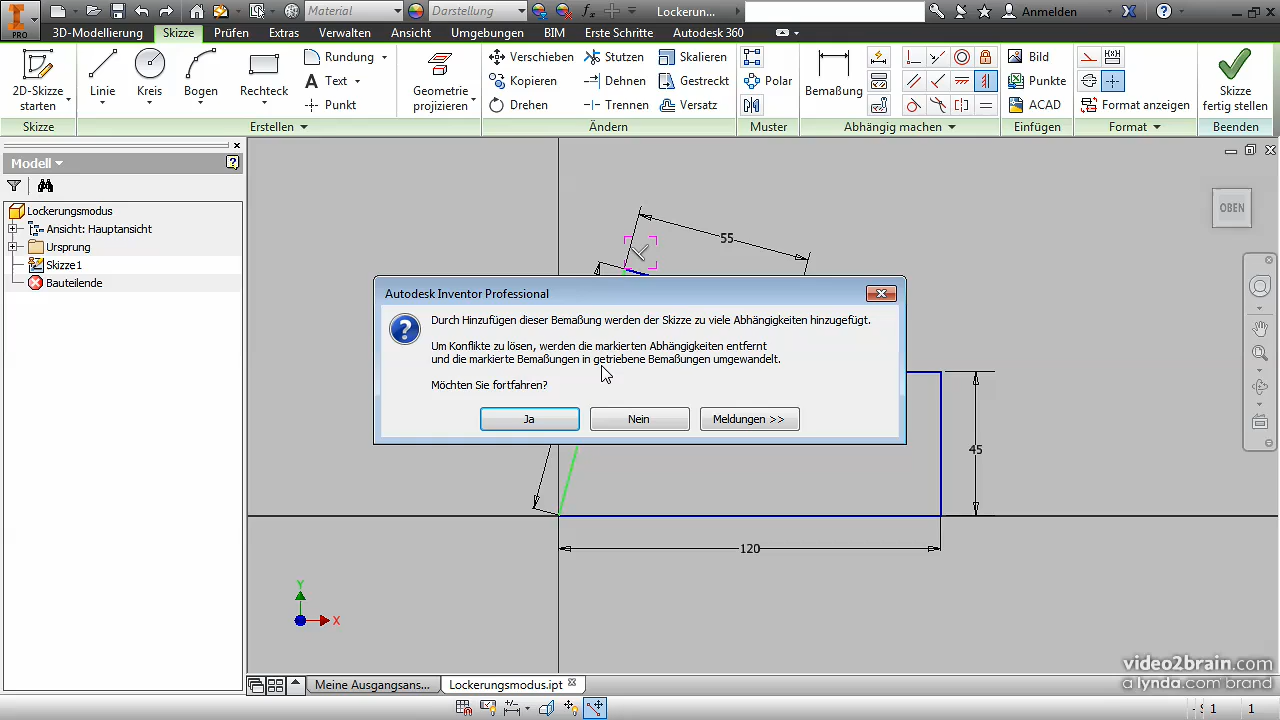 PRO
Material
Darstellung
Lockerun...
Anmelden
3D-Modellierung
Skizze
Prüfen
Extras
Verwalten
Ansicht
Umgebungen
BIM
Erste Schritte
Autodesk 360
2D-Skizze
starten
Linie
Kreis
Bogen
Rechteck
Rundung
Text
Punkt
Geometrie
projizieren
Verschieben
Kopieren
Drehen
Stutzen
Dehnen
Trennen
Skalieren
Gestreckt
Versatz
Polar
Bemaßung
Bild
Punkte
ACAD
Format anzeigen
Skizze
fertig stellen
Skizze
Erstellen
Ändern
Muster
Abhängig machen
Einfügen
Format
Beenden
Modell
Lockerungsmodus
Ansicht: Hauptansicht
Ursprung
Skizze1
Bauteilende
OBEN
55
Autodesk Inventor Professional
Durch Hinzufügen dieser Bemaßung werden der Skizze zu viele Abhängigkeiten hinzugefügt.
Um Konflikte zu lösen, werden die markierten Abhängigkeiten entfernt
und die markierte Bemaßungen in getriebene Bemaßungen umgewandelt.
Möchten Sie fortfahren?
Ja
Nein
Meldungen >>
45
120
Y
X
video2brain.com
a lynda.com brand
Meine Ausgangsans...
Lockerungsmodus.ipt
1
1